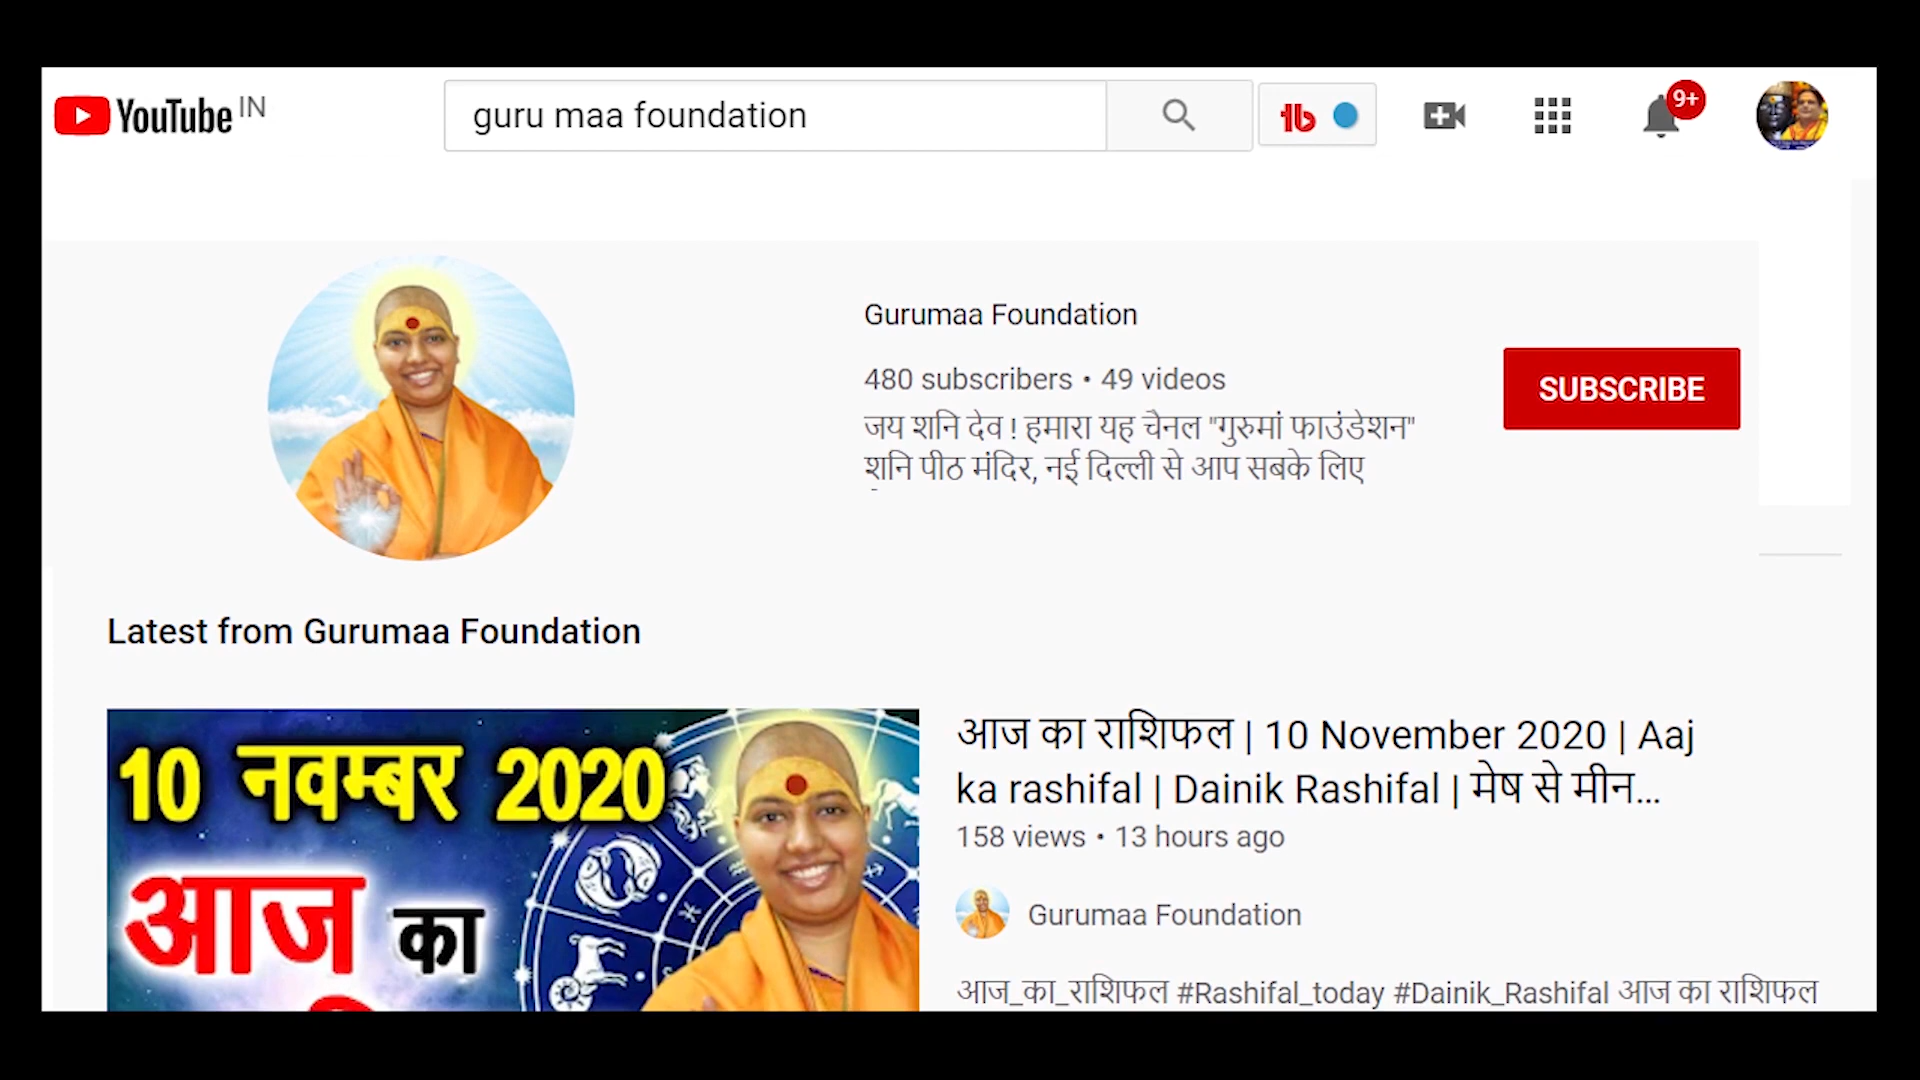 YouTube IN
guru maa foundation
9+
Gurumaa Foundation
480 subscribers • 49 videos
जय शनि देव ! हमारा यह चैनल "गुरुमां फाउंडेशन"
शनि पीठ मंदिर, नई दिल्ली से आप सबके लिए
SUBSCRIBE
Latest from Gurumaa Foundation
10 नवम्बर 2020
आज का
आज का राशिफल | 10 November 2020 | Aaj
ka rashifal | Dainik Rashifal | मेष से मीन...
158 views • 13 hours ago
Gurumaa Foundation
आज_का_राशिफल #Rashifal_today #Dainik_Rashifal आज का राशिफल